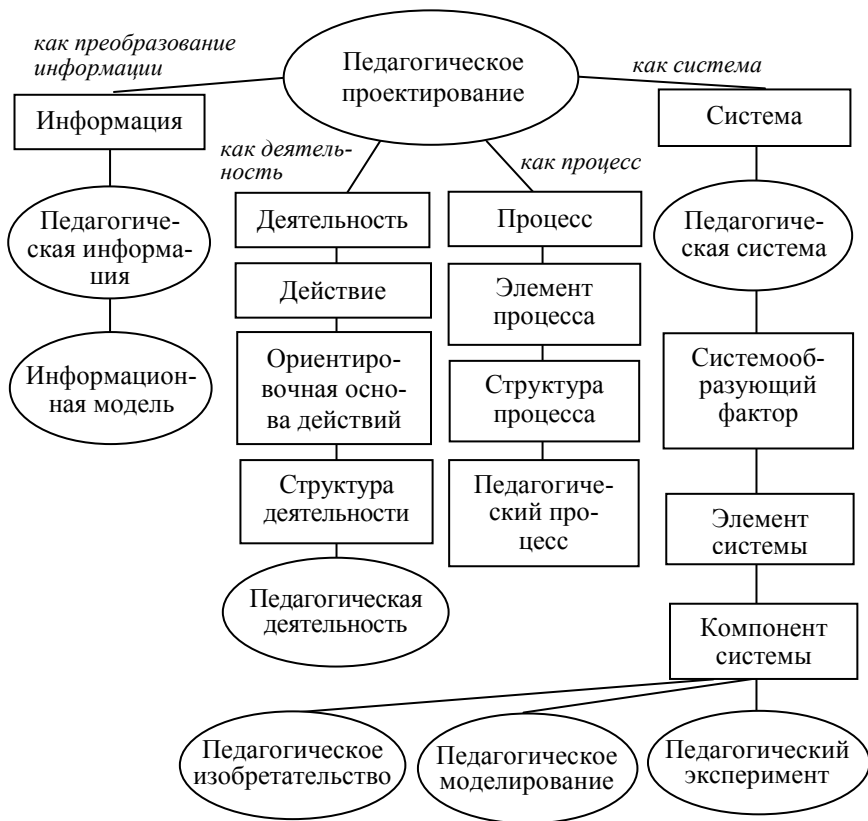 как преобразование
информации
Педагогическое
проектирование
как система
Информация
Система
как деятель-
ность
как процесс
Педагогиче-
ская информа-
ция
Деятельность
Процесс
Педагогиче-
ская система
Действие
Элемент
процесса
Информацион-
ная модель
Ориентиро-
вочная осно-
ва действий
Структура
процесса
Системооб-
разующий
фактор
Структура
деятельности
Педагогиче-
ский про-
цесс
Элемент
системы
Педагогическая
деятельность
Компонент
системы
Педагогическое
изобретательство
Педагогическое
моделирование
Педагогический
эксперимент